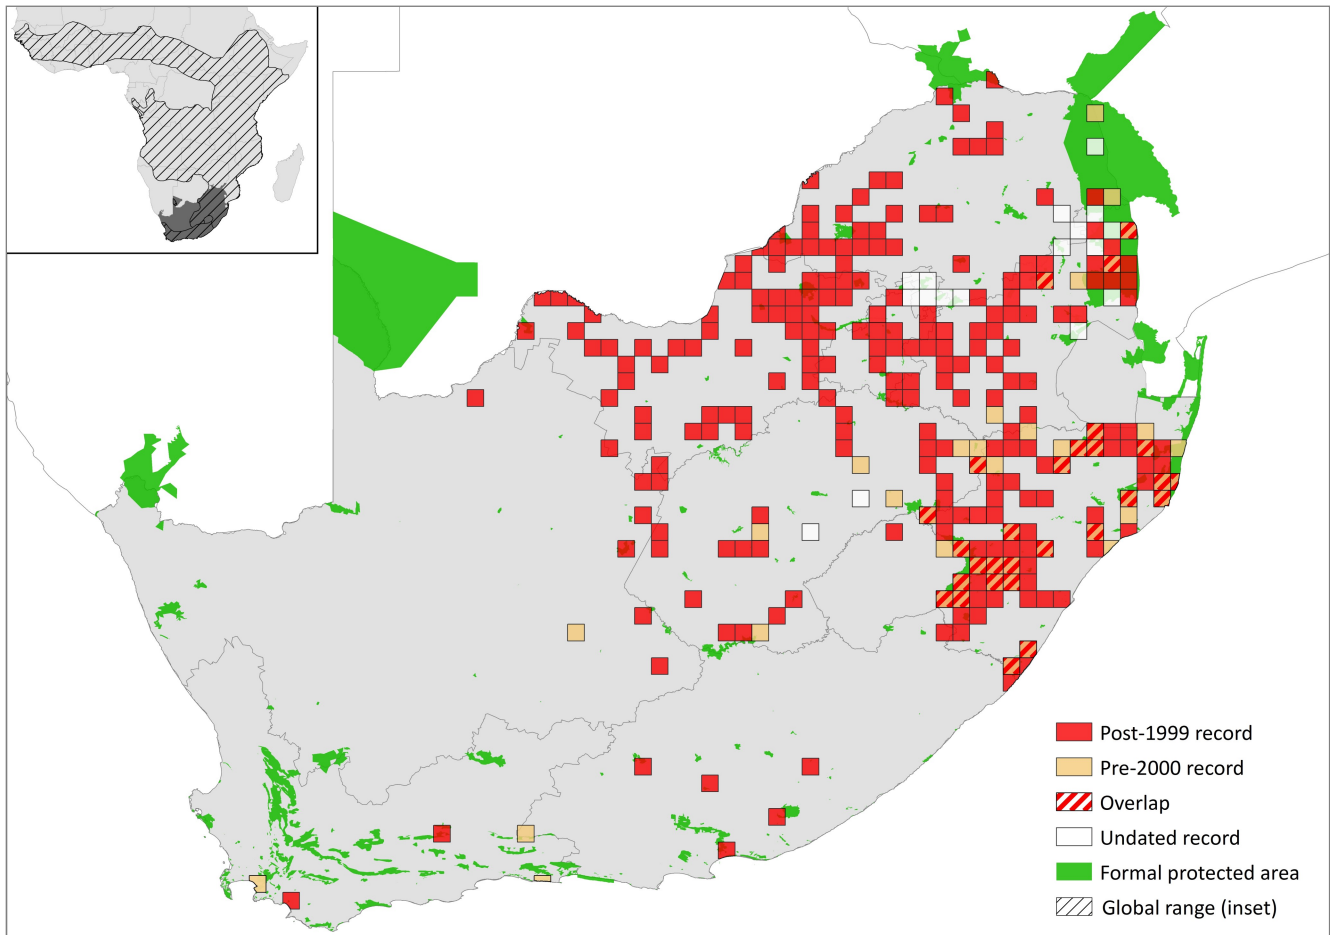 Post-1999 record
Pre-2000 record
Overlap
Undated record
Formal protected area
Global range (inset)